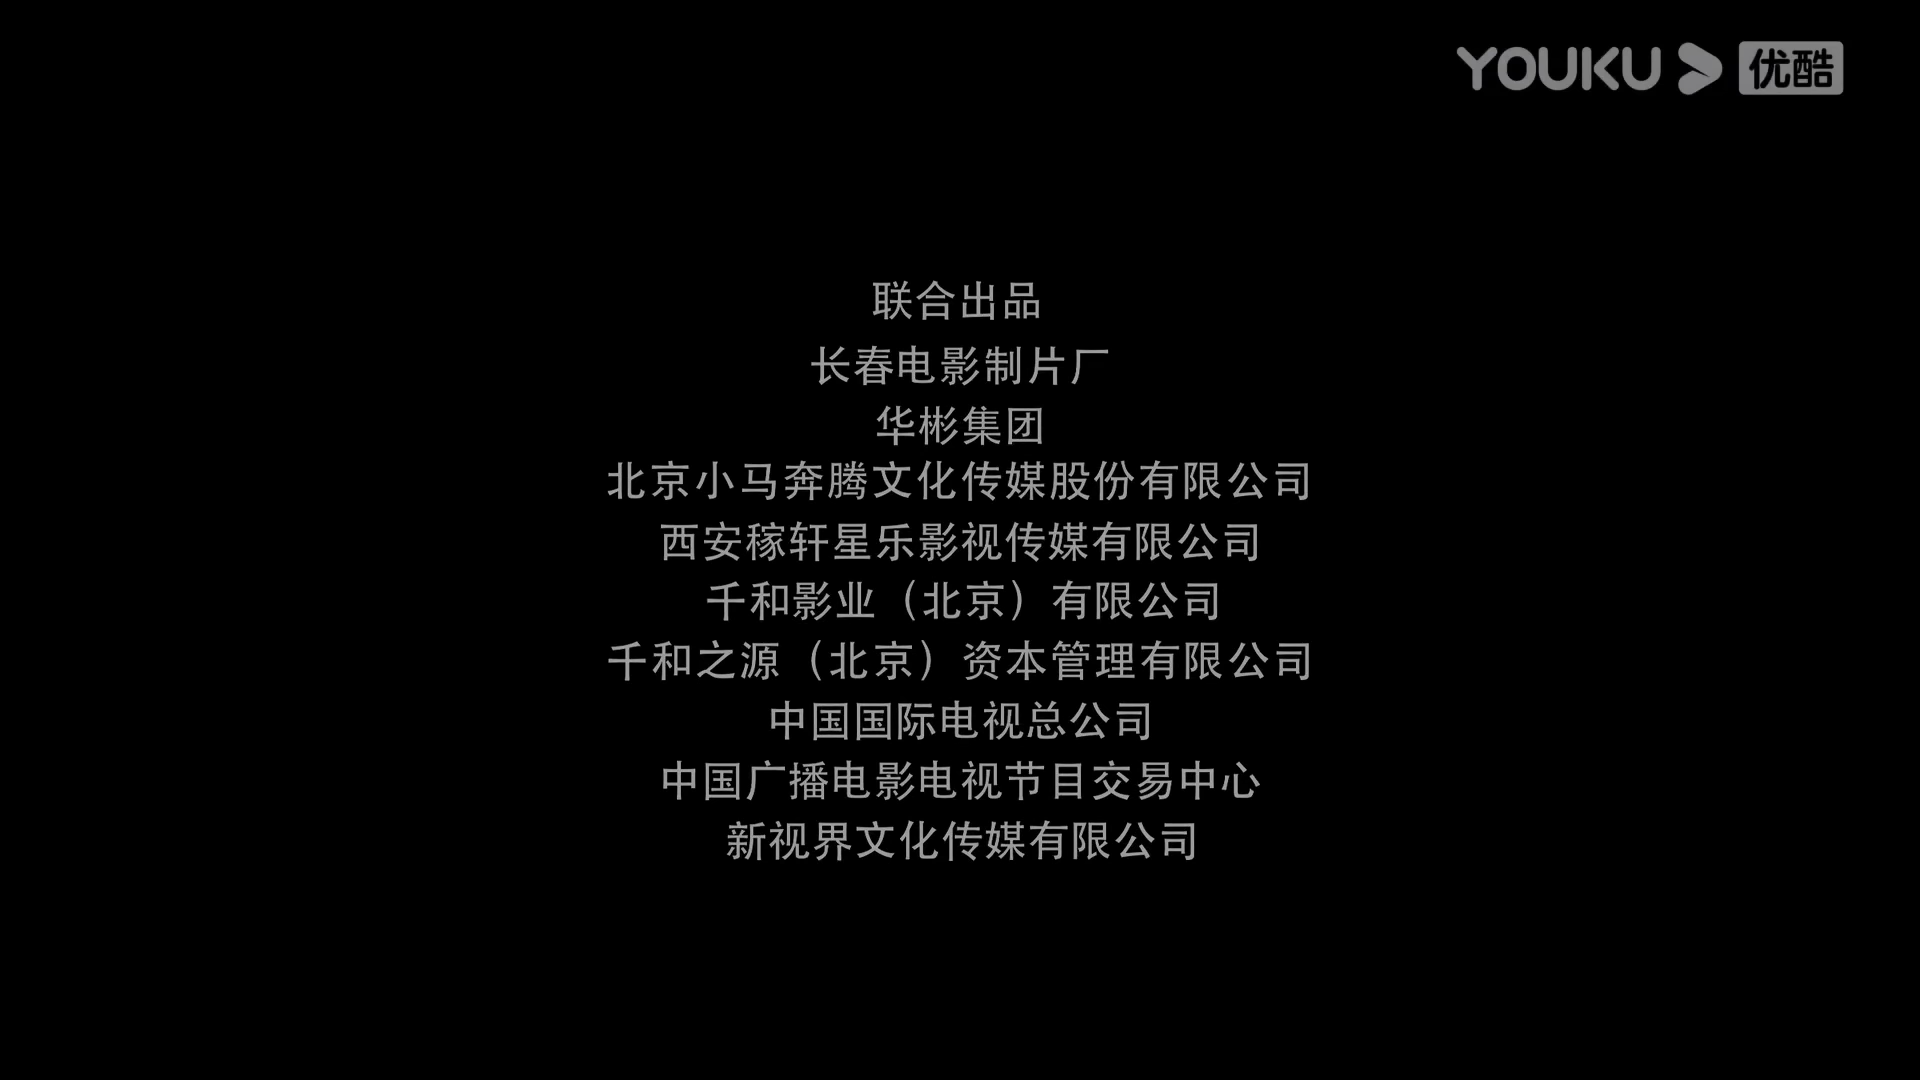 YOUKU 优酷
联合出品
长春电影制片厂
华彬集团
北京小马奔腾文化传媒股份有限公司
西安稼轩星乐影视传媒有限公司
千和影业（北京）有限公司
千和之源（北京）资本管理有限公司
中国国际电视总公司
中国广播电影电视节目交易中心
新视界文化传媒有限公司